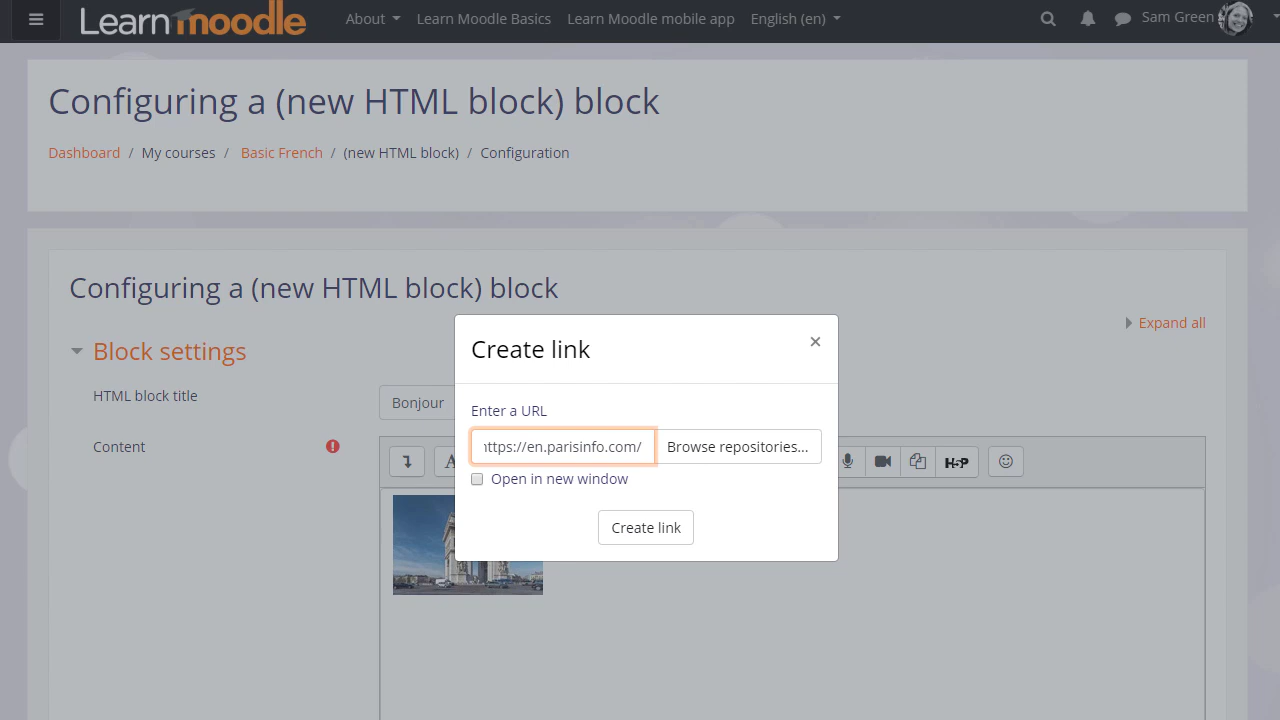 Learn moodle
About Learn Moodle Basics Learn Moodle mobile app English (en) Sam Green
Configuring a (new HTML block) block
Dashboard / My courses / Basic French / (new HTML block) / Configuration
Configuring a (new HTML block) block
Expand all
Block settings
HTML block title
Bonjour
Content
A
H-P
Create link
×
Enter a URL
ttps://en.parisinfo.com/
Browse repositories...
Open in new window
Create link